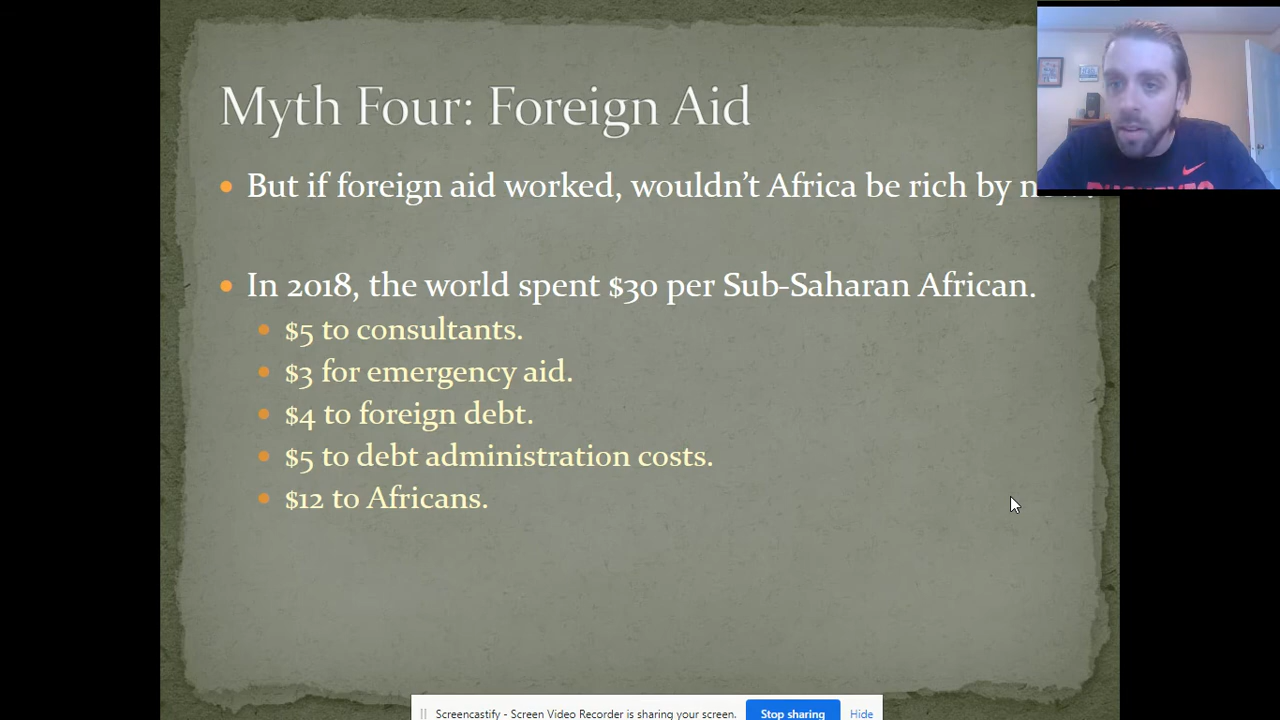 Myth Four: Foreign Aid
But if foreign aid worked, wouldn't Africa be rich by
In 2018, the world spent $30 per Sub-Saharan African.
$5 to consultants.
$3 for emergency aid.
$4 to foreign debt.
$5 to debt administration costs.
$12 to Africans.
Screencastify - Screen Video Recorder is sharing your screen. Stop sharing Hide